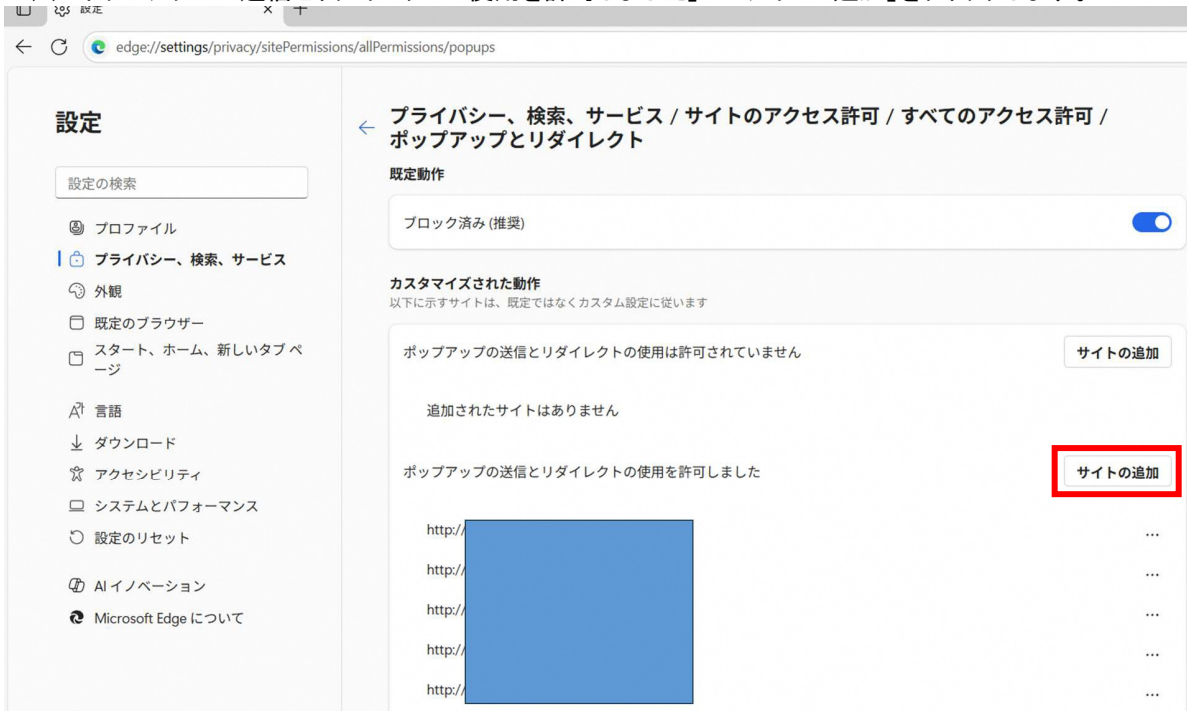 設定
edge://settings/privacy/sitePermissions/allPermissions/popups
設定
設定の検索
プロファイル
プライバシー、検索、サービス
外観
既定のブラウザー
スタート、ホーム、新しいタブ ペ
ージ
言語
ダウンロード
アクセシビリティ
システムとパフォーマンス
設定のリセット
AI イノベーション
Microsoft Edge について
プライバシー、検索、サービス / サイトのアクセス許可 / すべてのアクセス許可 /
ポップアップとリダイレクト
既定動作
ブロック済み (推奨)
カスタマイズされた動作
以下に示すサイトは、既定ではなくカスタム設定に従います
ポップアップの送信とリダイレクトの使用は許可されていません
サイトの追加
追加されたサイトはありません
ポップアップの送信とリダイレクトの使用を許可しました
サイトの追加
http://
http://
http://
http://
http://